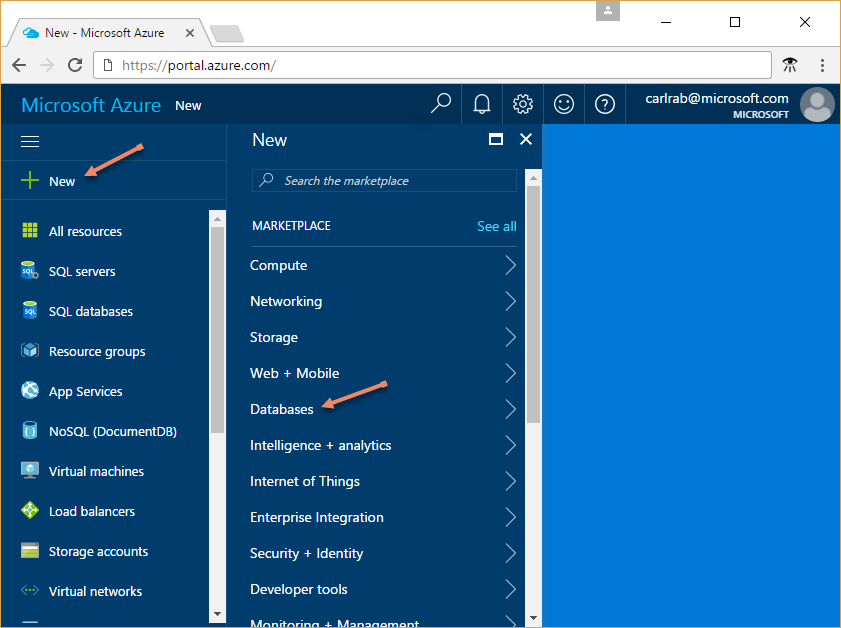 New - Microsoft Azure
https://portal.azure.com/
Microsoft Azure New
carlrab@microsoft.com
MICROSOFT
New
All resources
SQL servers
SQL databases
Resource groups
App Services
NoSQL (DocumentDB)
Virtual machines
Load balancers
Storage accounts
Virtual networks
New
Search the marketplace
MARKETPLACE See all
Compute
Networking
Storage
Web + Mobile
Databases
Intelligence + analytics
Internet of Things
Enterprise Integration
Security + Identity
Developer tools
Monitoring + Management